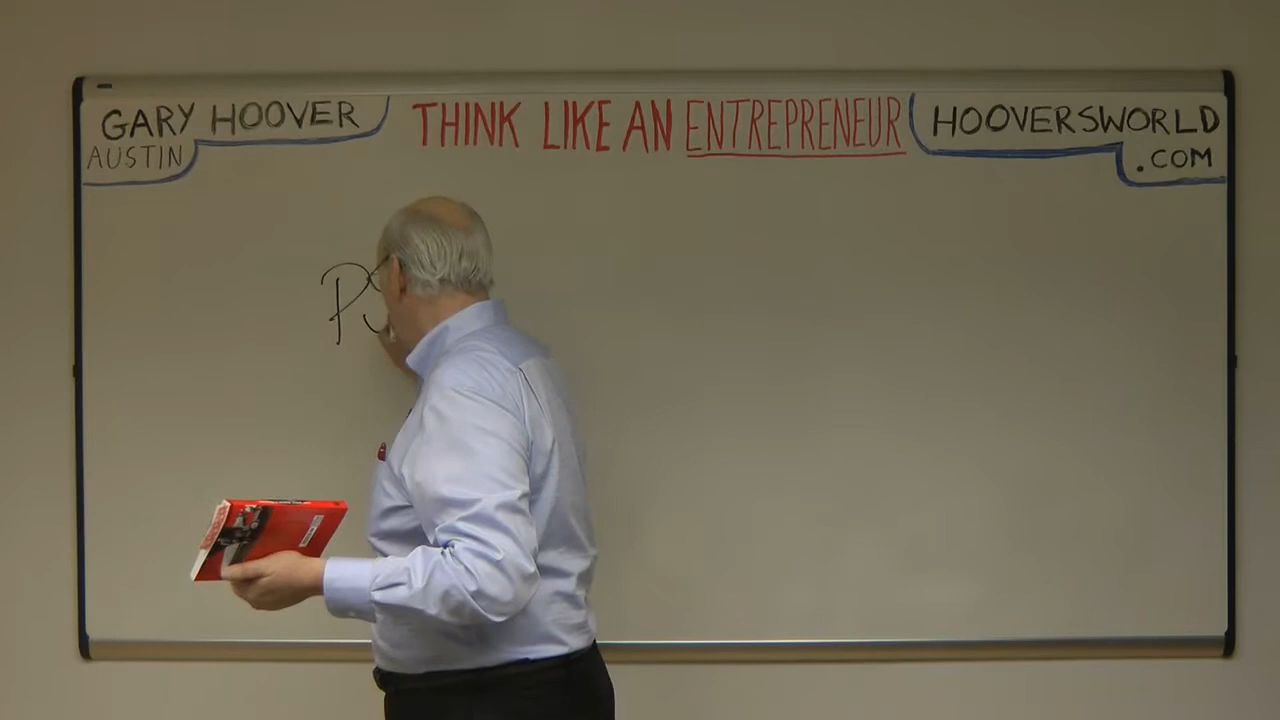 GARY HOOVER
AUSTIN
THINK LIKE AN ENTREPRENEUR
HOOVERSWORLD
.COM
P